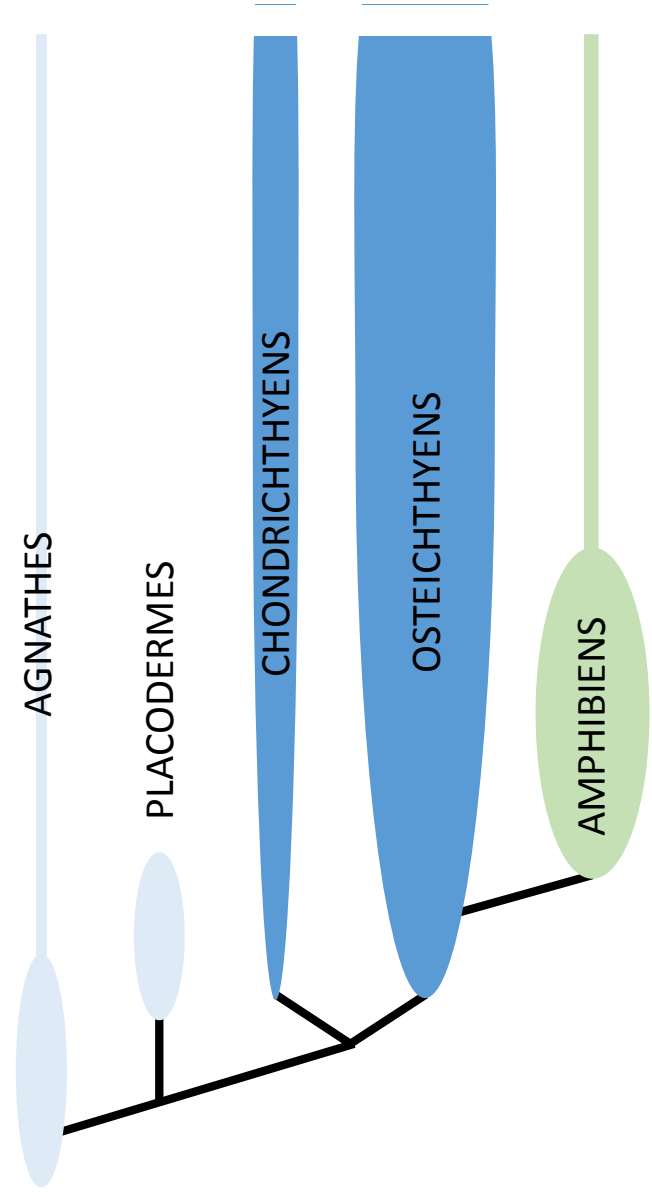 AGNATHES
PLACODERMES
CHONDRICHTHYENS
OSTEICHTHYENS
AMPHIBIENS